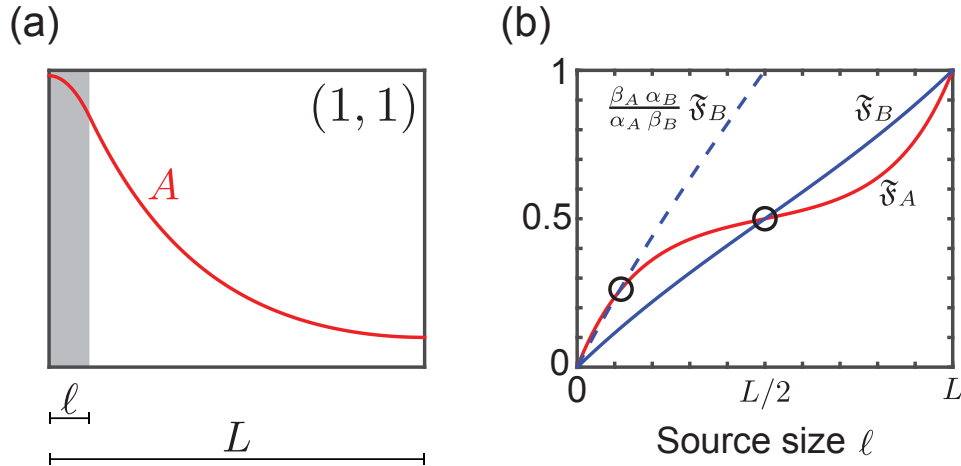 (a)
(1, 1)
A
ℓ
L
(b)
1
0.5
0
β_A α_B / α_A β_B 𝔉_B
𝔉_B
𝔉_A
0
L/2
L
Source size ℓ